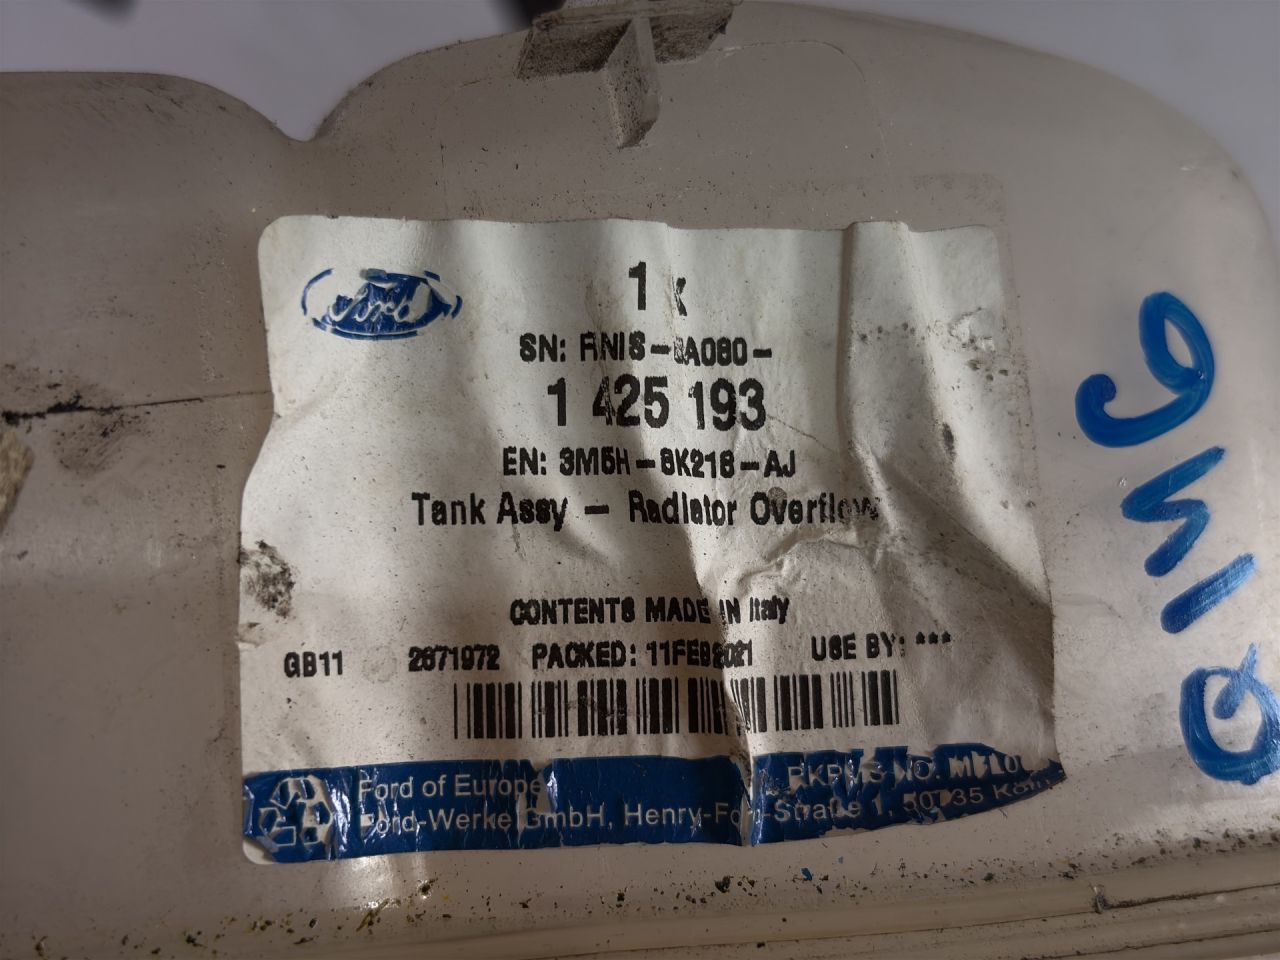 Ford
1 K
SN: RNIS-8A080-
1 425 193
EN: 3M5H-8K218-AJ
Tank Assy - Radiator Overflow
CONTENTS MADE IN Italy
GB11 2671972 PACKED: 11FEB2021 USE BY: ***
Ford of Europe
Ford-Werke GmbH, Henry-Ford-Straße 1, 50735 Köln